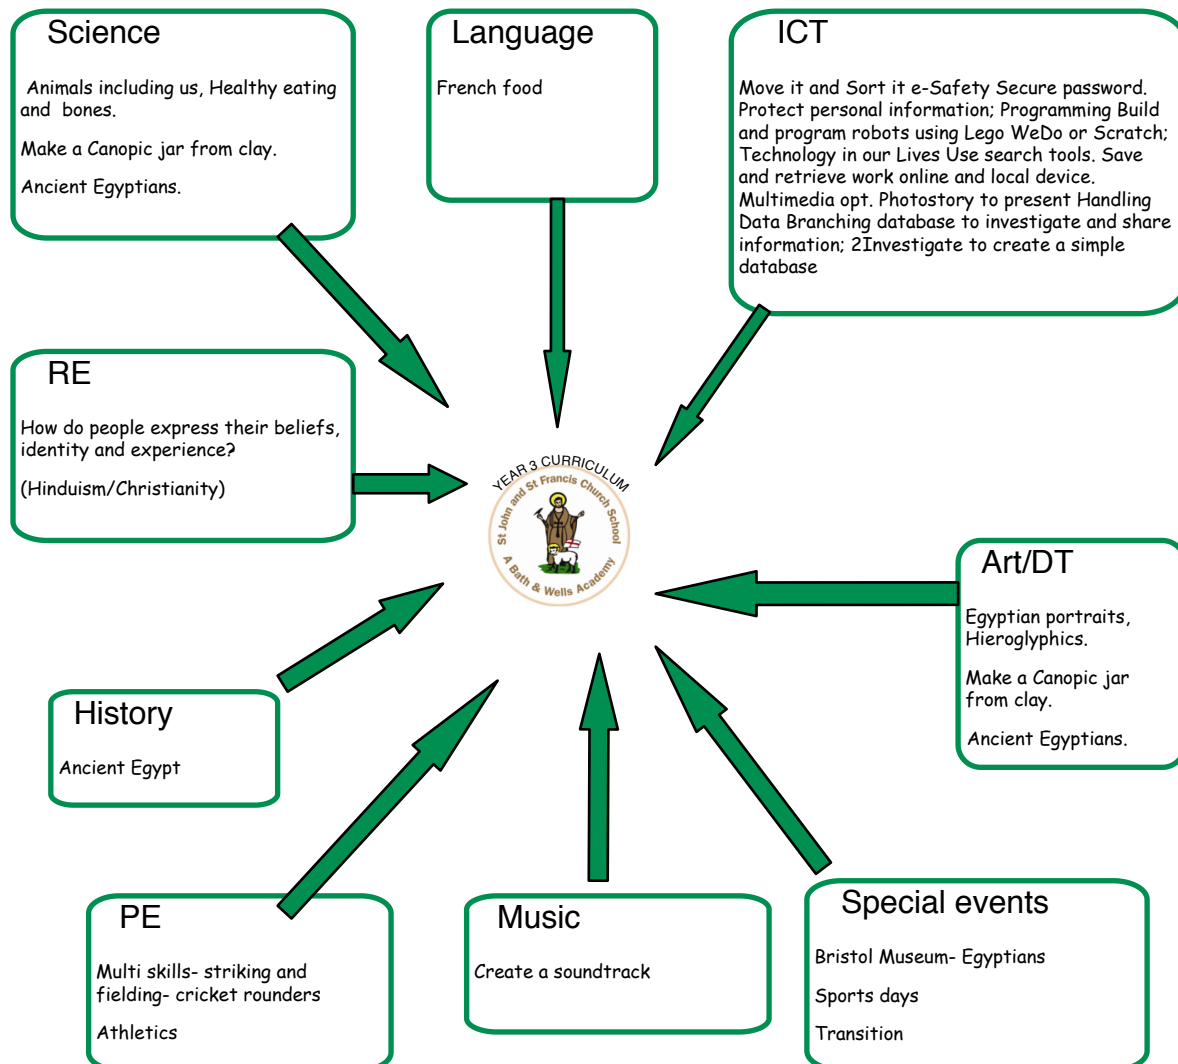 Science
Animals including us, Healthy eating
and  bones.
Make a Canopic jar from clay.
Ancient Egyptians.
Language
French food
ICT
Move it and Sort it e-Safety Secure password.
Protect personal information; Programming Build
and program robots using Lego WeDo or Scratch;
Technology in our Lives Use search tools. Save
and retrieve work online and local device.
Multimedia opt. Photostory to present Handling
Data Branching database to investigate and share
information; 2Investigate to create a simple
database
RE
How do people express their beliefs,
identity and experience?
(Hinduism/Christianity)
YEAR 3 CURRICULUM
St John and St Francis Church School
A Bath & Wells Academy
Art/DT
Egyptian portraits,
Hieroglyphics.
Make a Canopic jar
from clay.
Ancient Egyptians.
History
Ancient Egypt
PE
Multi skills- striking and
fielding- cricket rounders
Athletics
Music
Create a soundtrack
Special events
Bristol Museum- Egyptians
Sports days
Transition